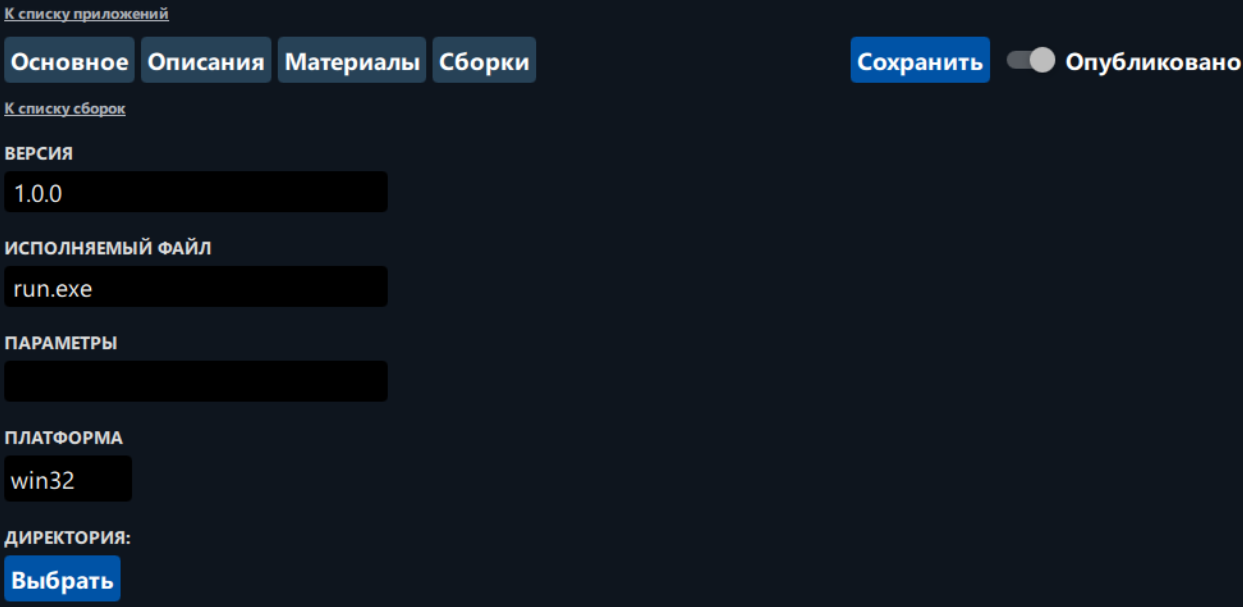 К списку приложений
Основное Описания Материалы Сборки Сохранить Опубликовано
К списку сборок
ВЕРСИЯ
1.0.0
ИСПОЛНЯЕМЫЙ ФАЙЛ
run.exe
ПАРАМЕТРЫ
ПЛАТФОРМА
win32
ДИРЕКТОРИЯ:
Выбрать